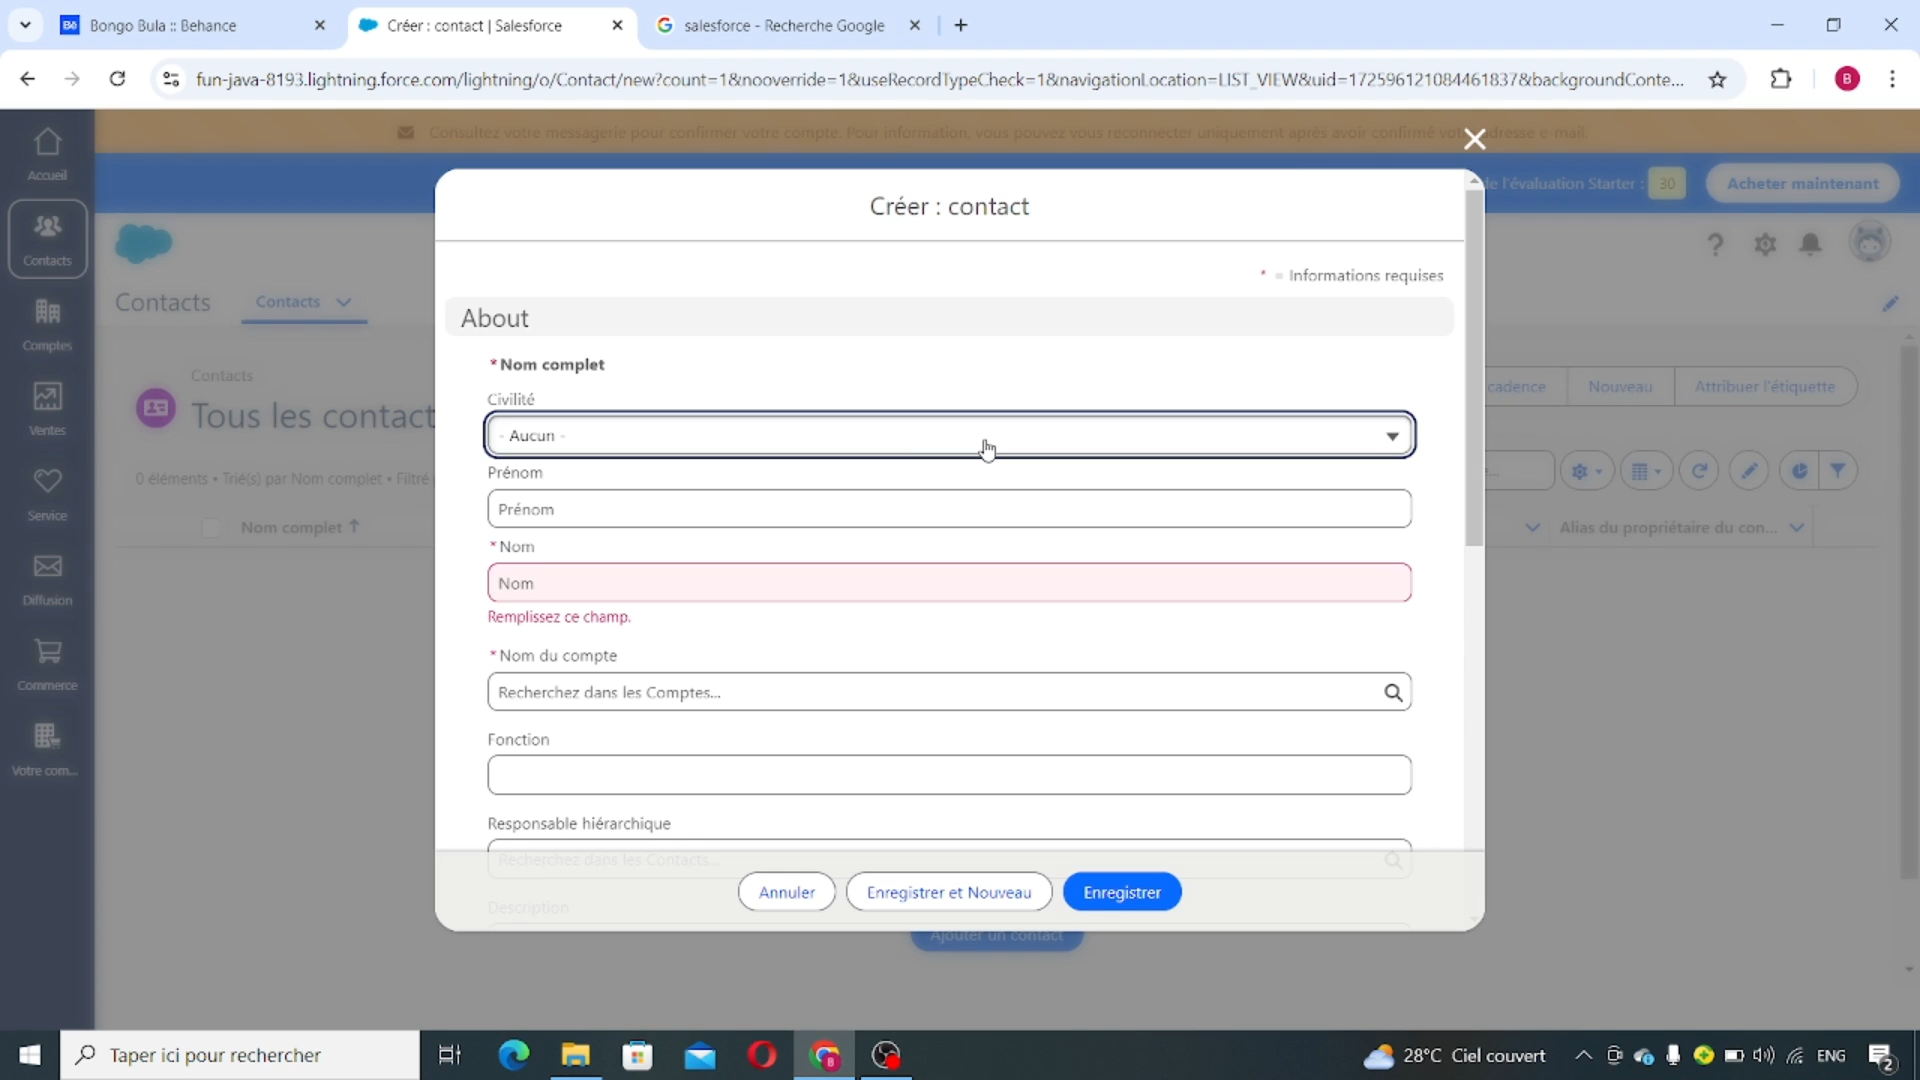 Bongo Bula :: Behance
Créer : contact | Salesforce
salesforce - Recherche Google
fun-java-8193.lightning.force.com/lightning/o/Contact/new?count=1&nooverride=1&useRecordTypeCheck=1&navigationLocation=LIST_VIEW&uid=172596121084461837&backgroundConte...
B
Consultez votre messagerie pour confirmer votre compte. Pour information, vous pouvez vous reconnecter uniquement après avoir confirmé votre adresse e-mail.
de l'évaluation Starter : 30
Acheter maintenant
Accueil
Contacts
Comptes
Ventes
Service
Diffusion
Commerce
Votre com...
Contacts
Contacts
Contacts
Tous les contact
0 éléments • Trié(s) par Nom complet • Filtré
Nom complet
cadence
Nouveau
Attribuer l'étiquette
Alias du propriétaire du con...
Créer : contact
* = Informations requises
About
* Nom complet
Civilité
- Aucun -
Prénom
Prénom
* Nom
Nom
Remplissez ce champ.
* Nom du compte
Recherchez dans les Comptes...
Fonction
Responsable hiérarchique
Recherchez dans les Contacts...
Description
Annuler
Enregistrer et Nouveau
Enregistrer
Ajouter un contact
Taper ici pour rechercher
28°C Ciel couvert
ENG
2